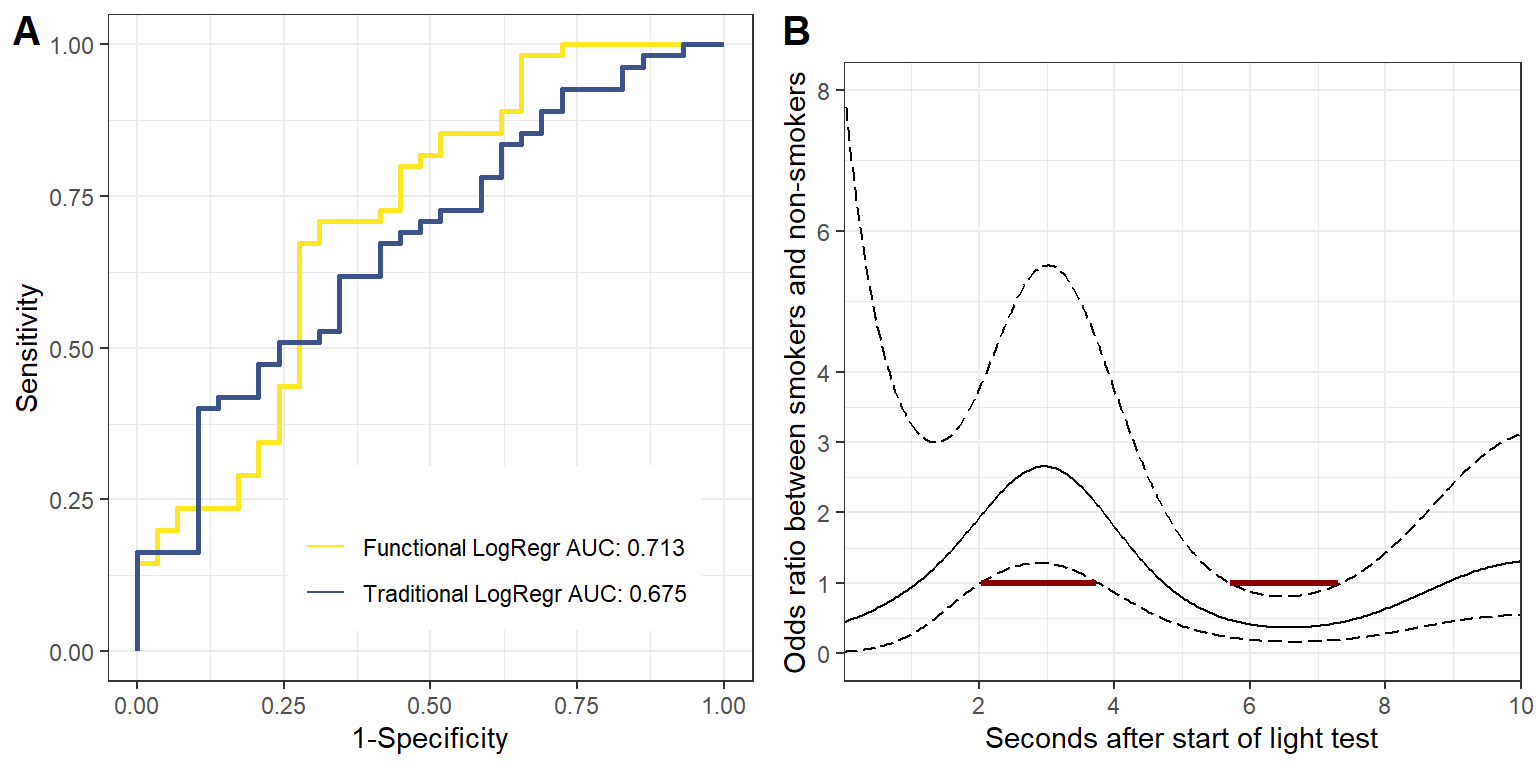 A
1.00
0.75
0.50
0.25
0.00
Sensitivity
Functional LogRegr AUC: 0.713
Traditional LogRegr AUC: 0.675
0.00 0.25 0.50 0.75 1.00
1-Specificity
B
8
6
4
3
2
1
0
Odds ratio between smokers and non-smokers
2 4 6 8 10
Seconds after start of light test